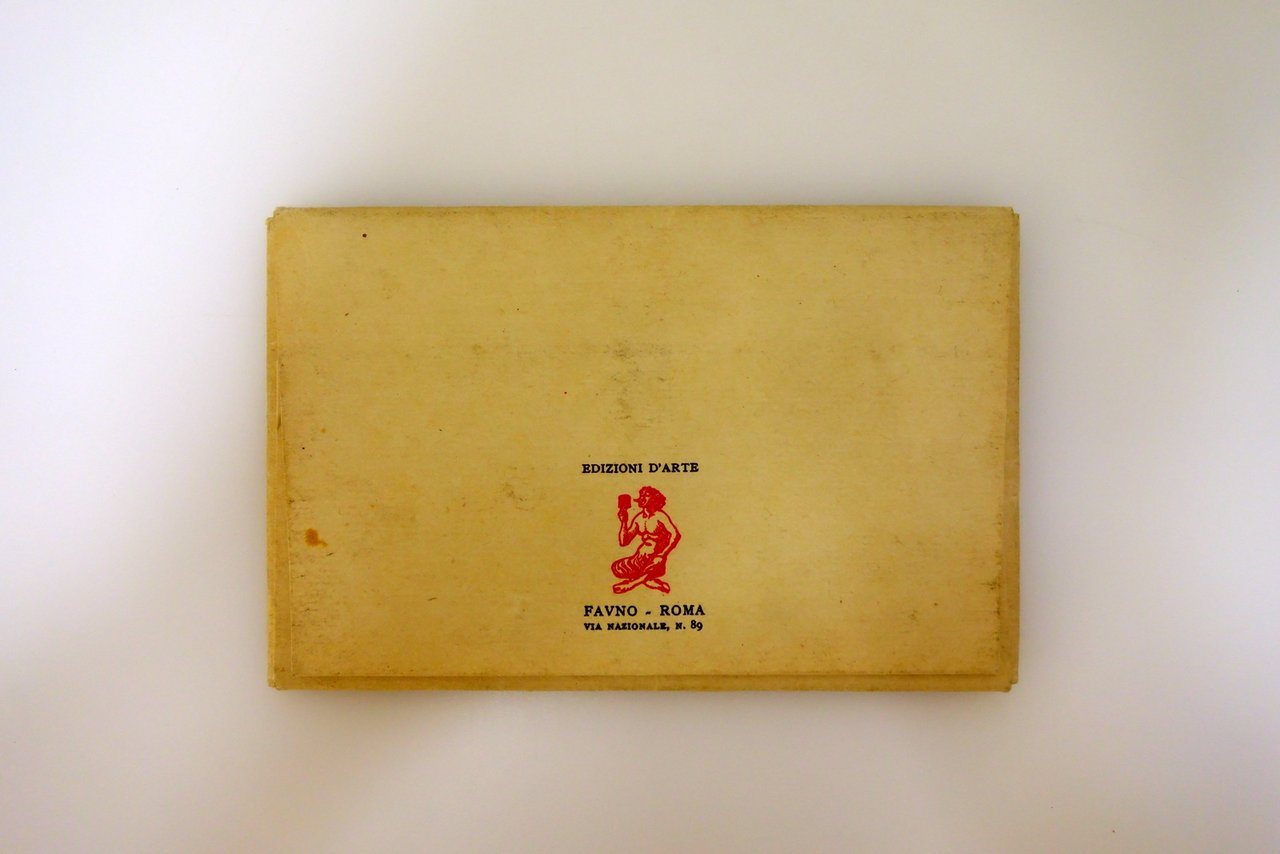 EDIZIONI D'ARTE
FAVNO - ROMA
VIA NAZIONALE, N. 89